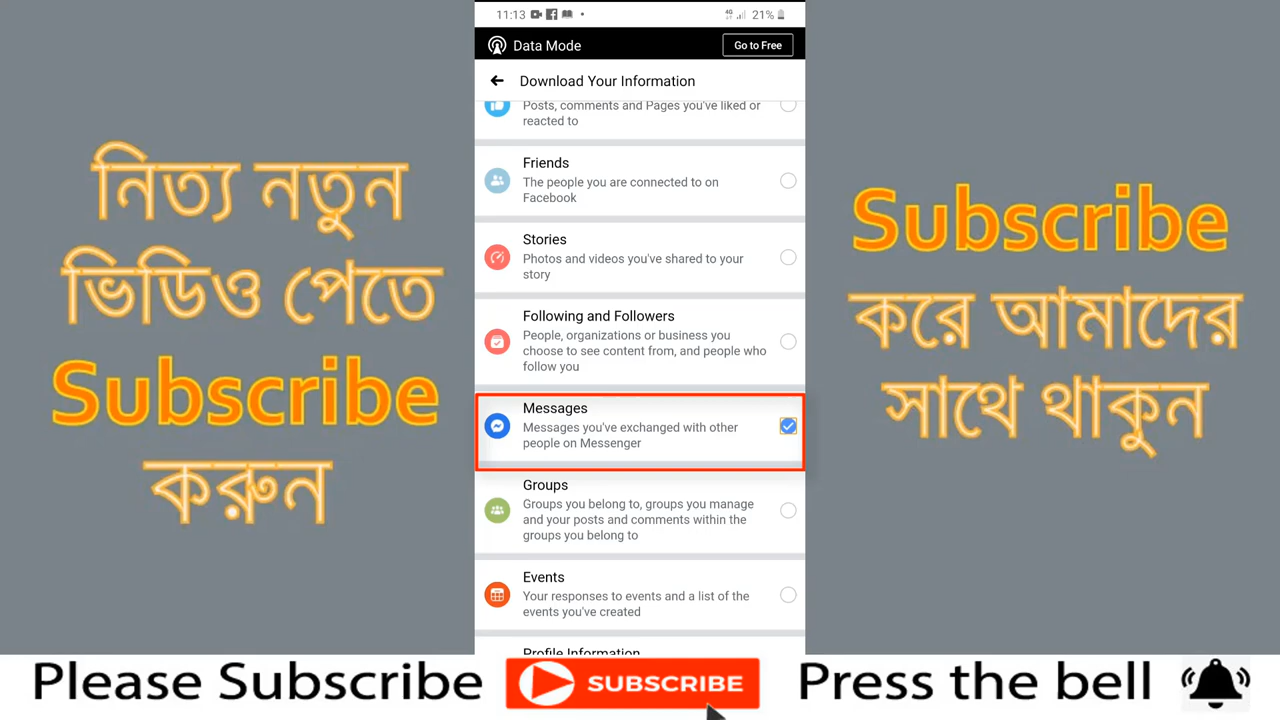 নিত্য নতুন
ভিডিও পেতে
Subscribe
করুন
11:13
4G
21%
Data Mode
Go to Free
Download Your Information
Posts, comments and Pages you've liked or
reacted to
Friends
The people you are connected to on
Facebook
Stories
Photos and videos you've shared to your
story
Following and Followers
People, organizations or business you
choose to see content from, and people who
follow you
Messages
Messages you've exchanged with other
people on Messenger
Groups
Groups you belong to, groups you manage
and your posts and comments within the
groups you belong to
Events
Your responses to events and a list of the
events you've created
Profile Information
Subscribe
করে আমাদের
সাথে থাকুন
Please Subscribe
SUBSCRIBE
Press the bell